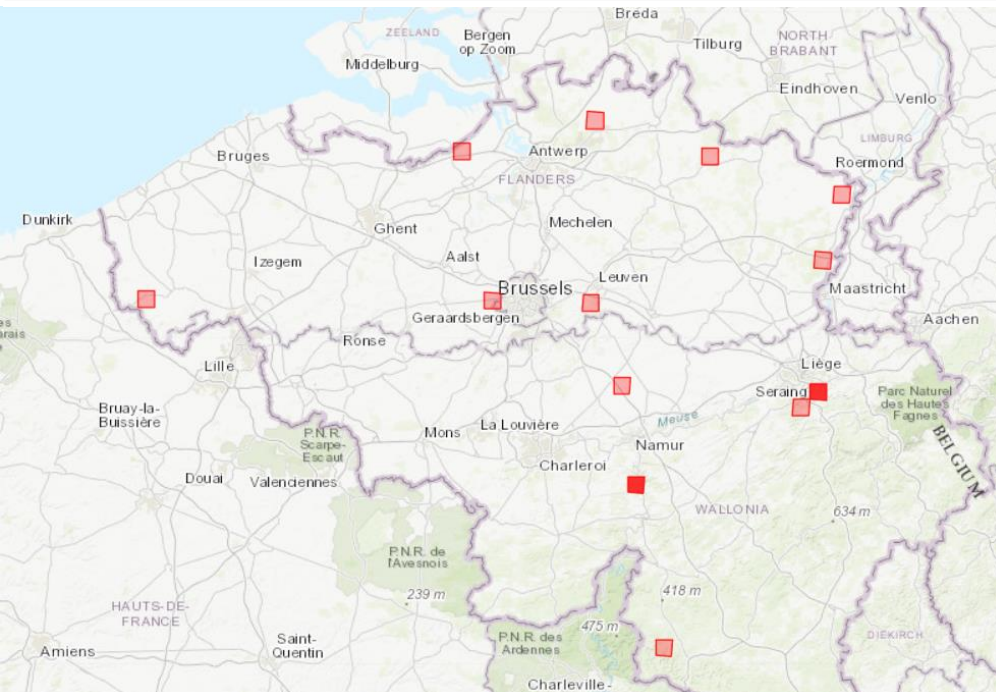 Breda
ZEELAND
Bergen
op Zoom
NORTH
BRABANT
Tilburg
Middelburg
Eindhoven
Venlo
LIMBURG
Bruges
Antwerp
Roermond
FLANDERS
Dunkirk
Ghent
Mechelen
Aalst
Izegem
Leuven
Brussels
Maastricht
Geraardsbergen
Aachen
Ronse
Lille
Liège
Seraing
Parc Naturel
des Hautes
Fagnes
Bruay-la-
Buissière
Meuse
La Louvière
Mons
P.N.R.
Scarpe-
Escaut
Namur
BELGIUM
Charleroi
Douai
Valenciennes
WALLONIA
634 m
P.N.R. de
l'Avesnois
239 m
418 m
HAUTS-DE-
FRANCE
475 m
P.N.R. des
Ardennes
DIEKIRCH
Saint-
Quentin
Amiens
Charleville-